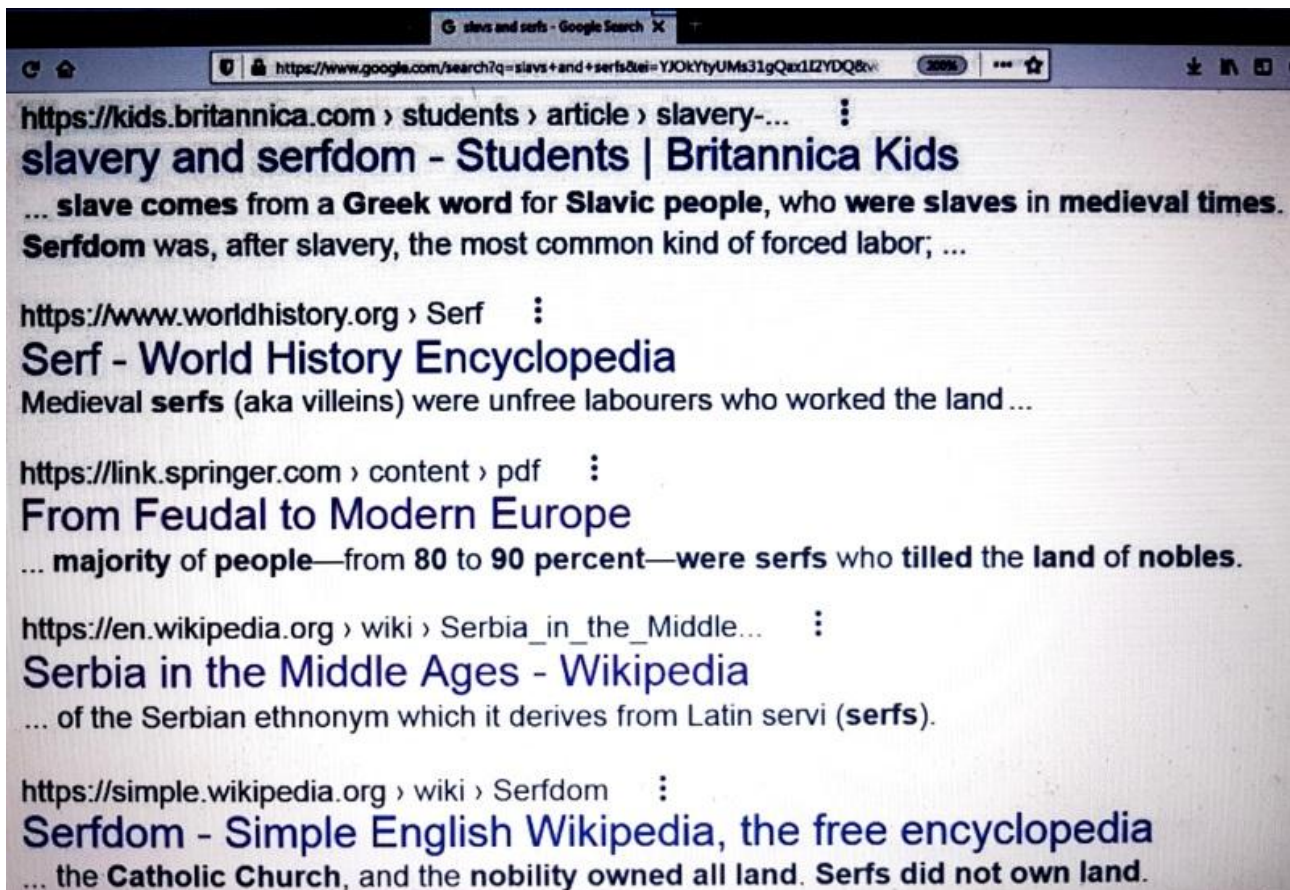 G slavs and serfs - Google Search X
https://www.google.com/search?q=slavs+and+serfs&ei= 200%
https://kids.britannica.com › students › article › slavery-...
slavery and serfdom - Students | Britannica Kids
... slave comes from a Greek word for Slavic people, who were slaves in medieval times.
Serfdom was, after slavery, the most common kind of forced labor; ...
https://www.worldhistory.org › Serf
Serf - World History Encyclopedia
Medieval serfs (aka villeins) were unfree labourers who worked the land ...
https://link.springer.com › content › pdf
From Feudal to Modern Europe
... majority of people—from 80 to 90 percent—were serfs who tilled the land of nobles.
https://en.wikipedia.org › wiki › Serbia_in_the_Middle...
Serbia in the Middle Ages - Wikipedia
... of the Serbian ethnonym which it derives from Latin servi (serfs).
https://simple.wikipedia.org › wiki › Serfdom
Serfdom - Simple English Wikipedia, the free encyclopedia
... the Catholic Church, and the nobility owned all land. Serfs did not own land.